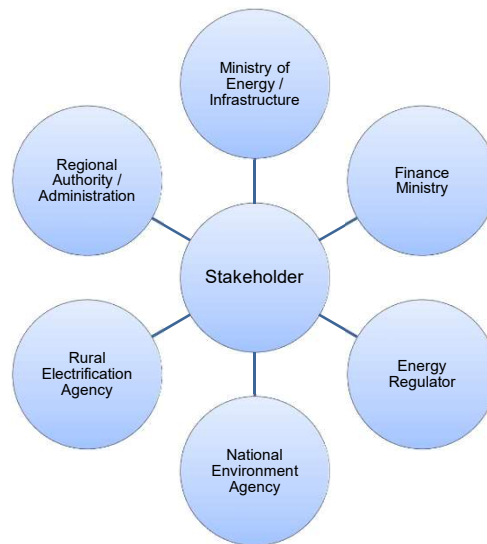 Ministry of
Energy /
Infrastructure
Regional
Authority /
Administration
Finance
Ministry
Stakeholder
Rural
Electrification
Agency
Energy
Regulator
National
Environment
Agency